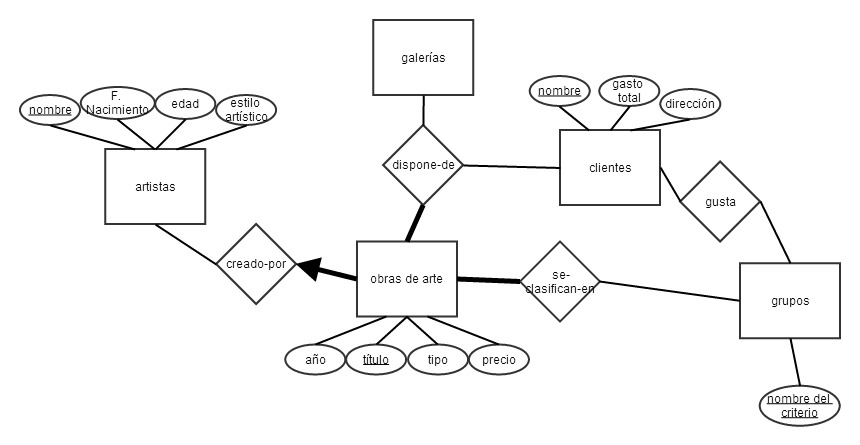 galerías
nombre
F.
Nacimiento
edad
estilo
artístico
nombre
gasto
total
dirección
artistas
dispone-de
clientes
gusta
creado-por
obras de arte
se-
clasifican-en
grupos
año
título
tipo
precio
nombre del
criterio